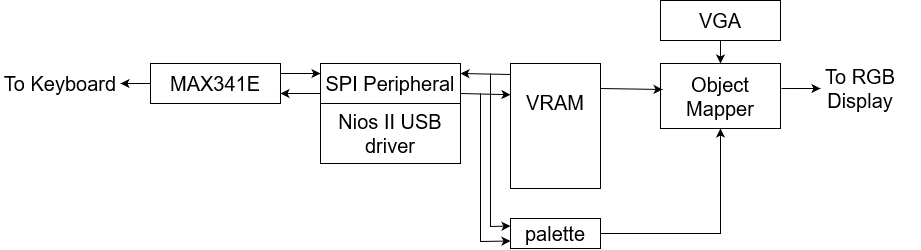 VGA
To Keyboard
MAX341E
SPI Peripheral
Nios II USB
driver
VRAM
Object
Mapper
To RGB
Display
palette